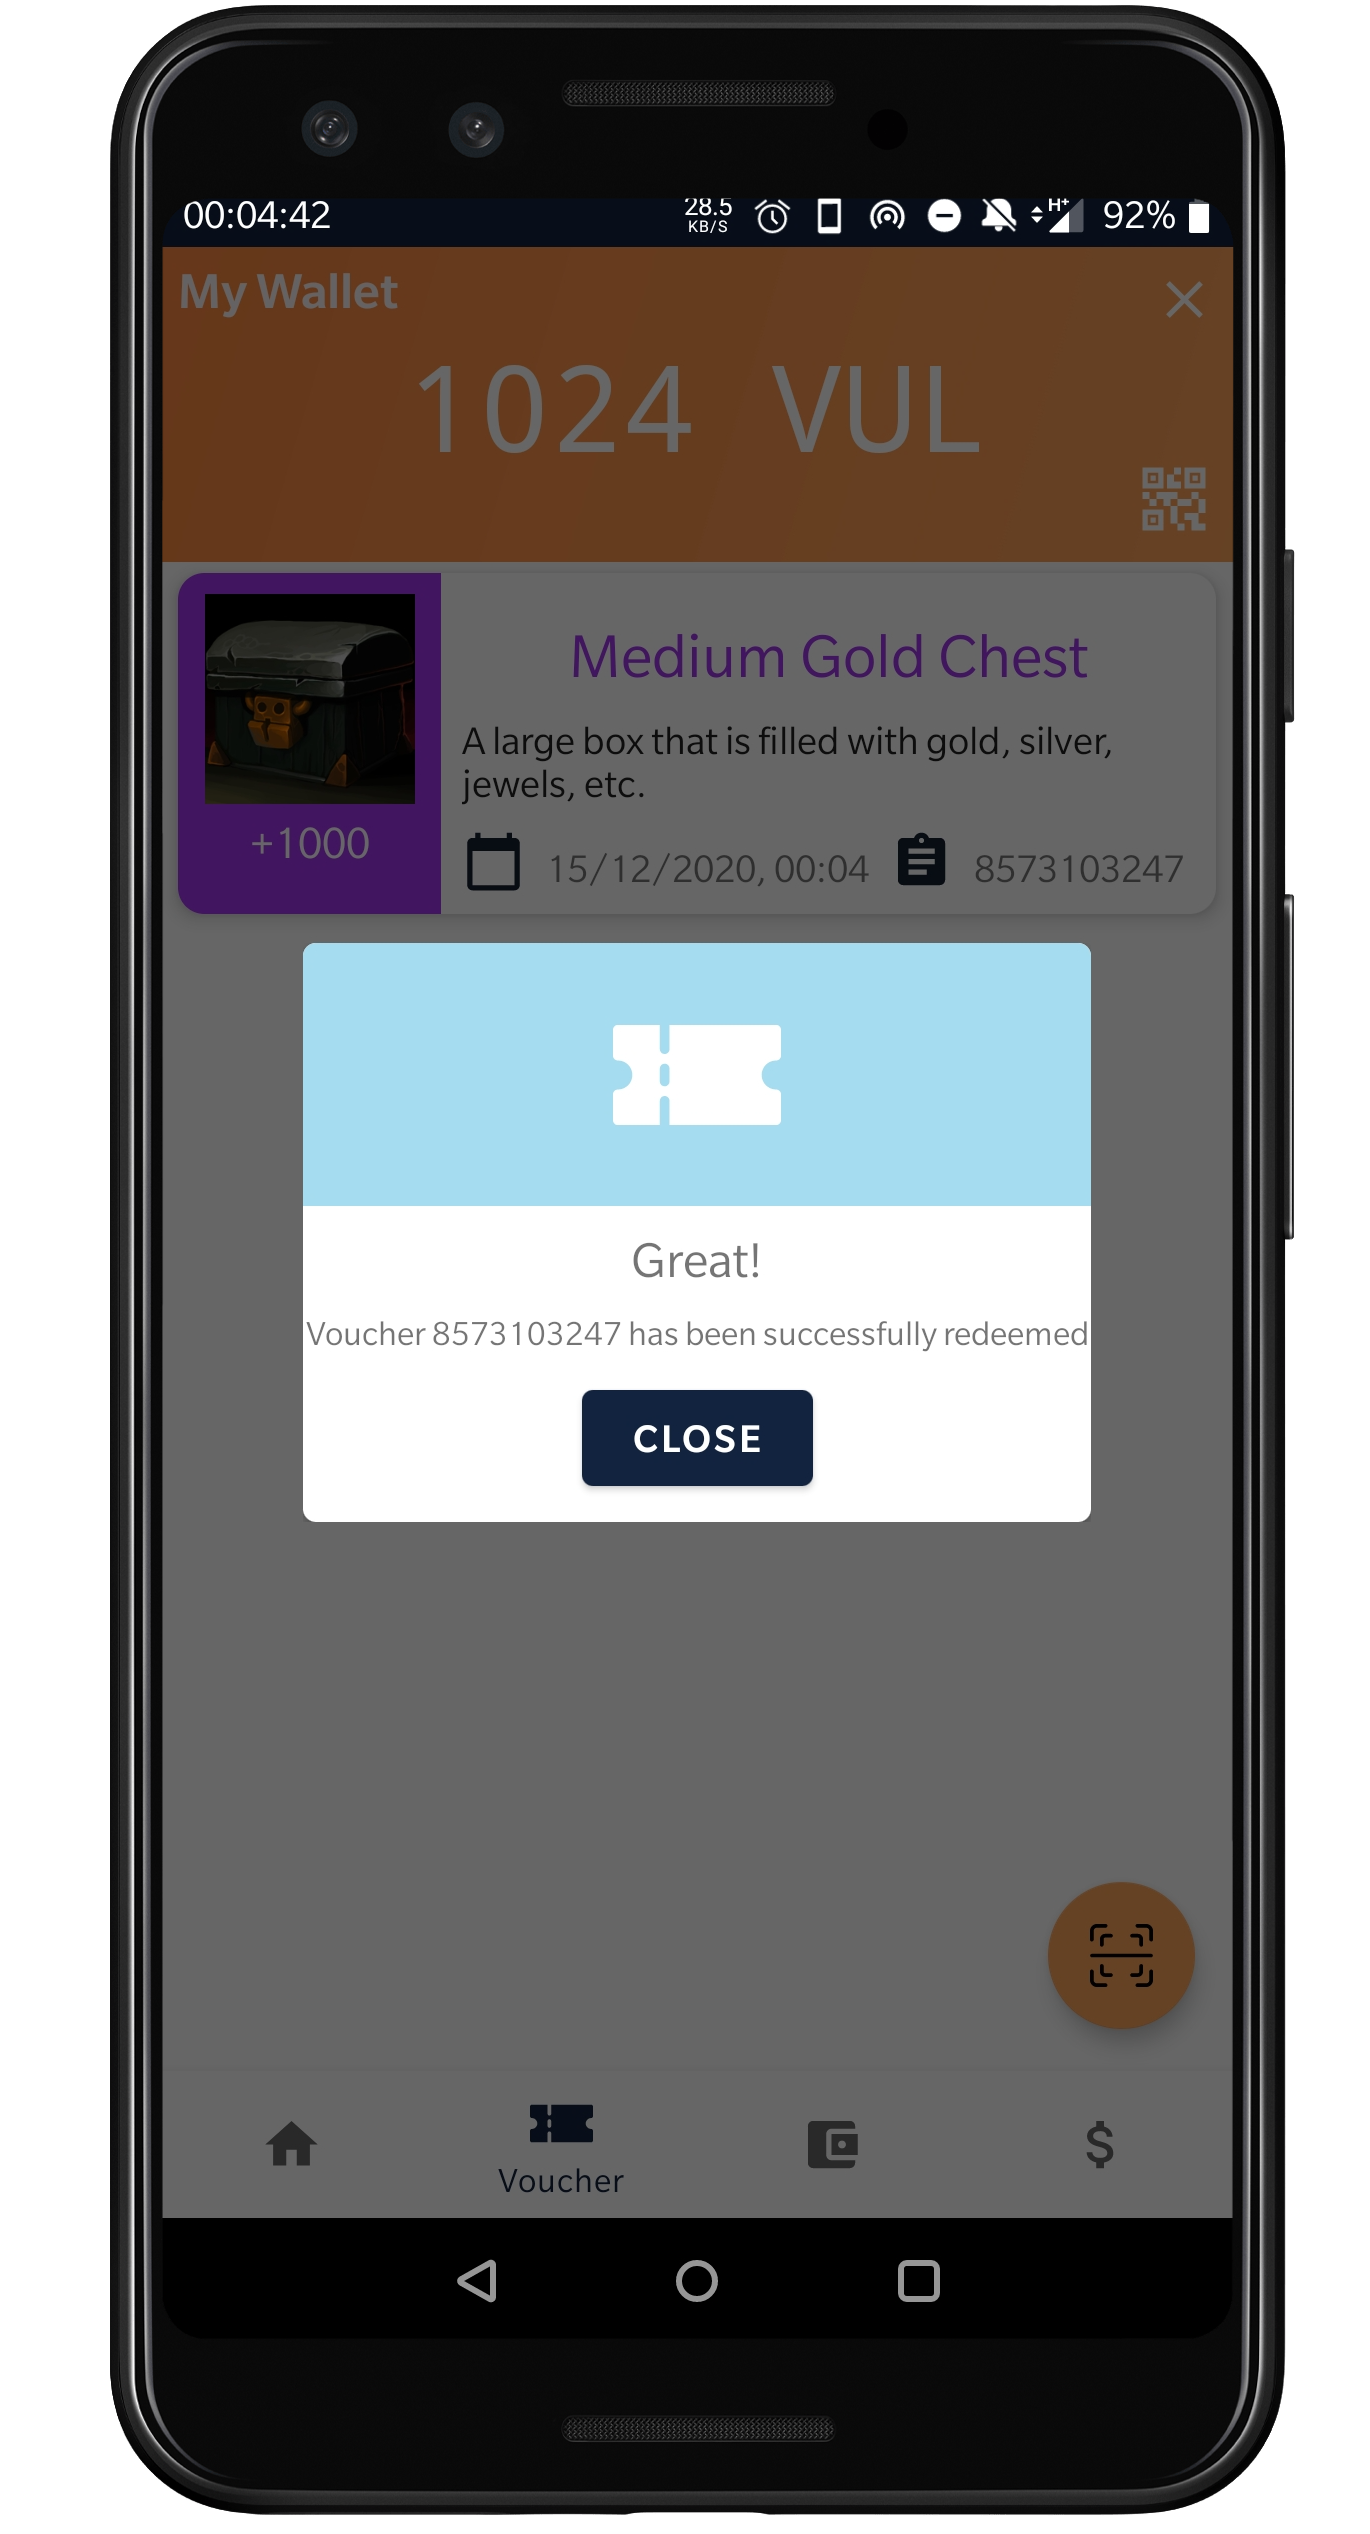 00:04:42
28.5
KB/S
H+
92%
My Wallet
1024 VUL
Medium Gold Chest
A large box that is filled with gold, silver,
jewels, etc.
+1000
15/12/2020, 00:04
8573103247
Great!
Voucher 8573103247 has been successfully redeemed
CLOSE
Voucher